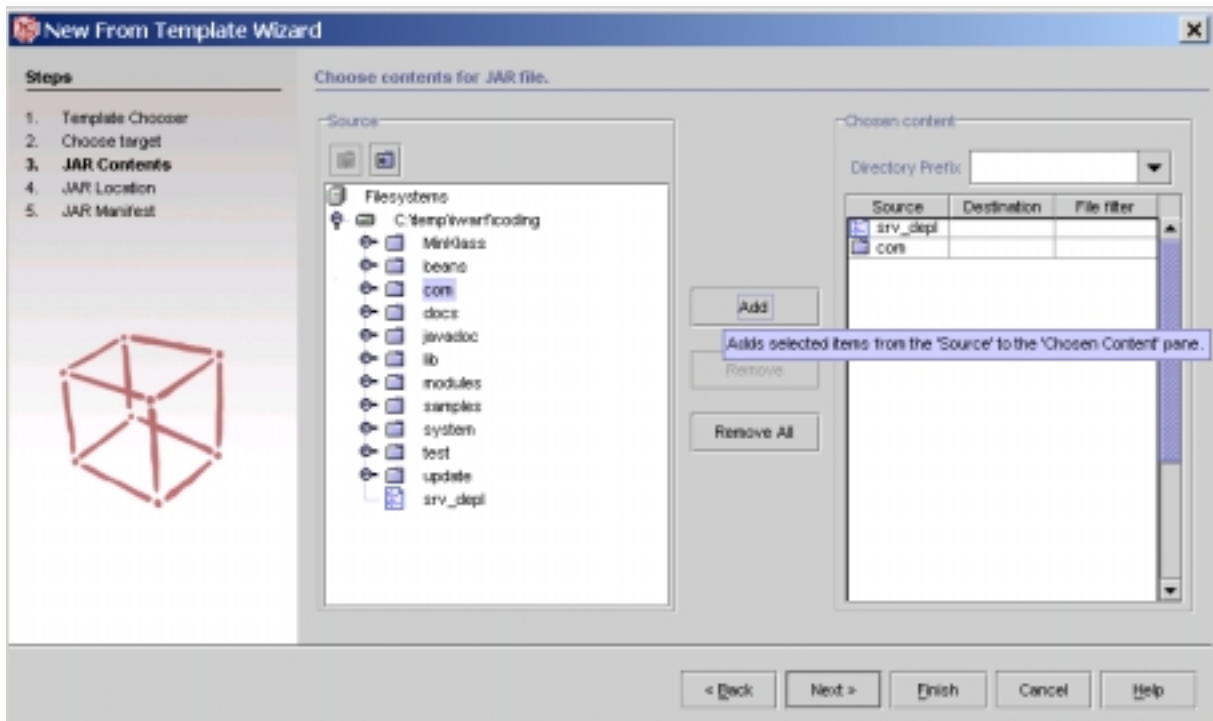 New From Template Wizard
Steps
1. Template Chooser
2. Choose target
3. JAR Contents
4. JAR Location
5. JAR Manifest
Choose contents for JAR file.
Source
Filesystems
beans
com
docs
javadoc
lib
modules
samples
system
test
update
srv_depl
Add
Adds selected items from the 'Source' to the 'Chosen Content' pane.
Remove
Remove All
Chosen content
Directory Prefix
Source Destination File filter
srv_depl
com
< Back Next > Finish Cancel Help